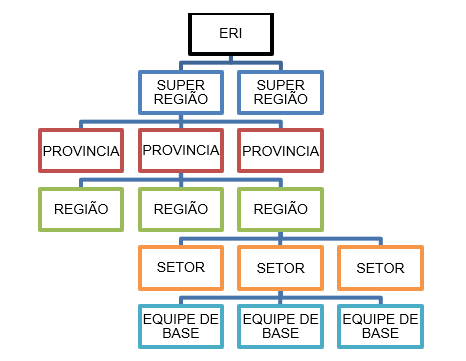 ERI
SUPER
REGIÃO
SUPER
REGIÃO
PROVINCIA
PROVINCIA
PROVINCIA
REGIÃO
REGIÃO
REGIÃO
SETOR
SETOR
SETOR
EQUIPE DE
BASE
EQUIPE DE
BASE
EQUIPE DE
BASE